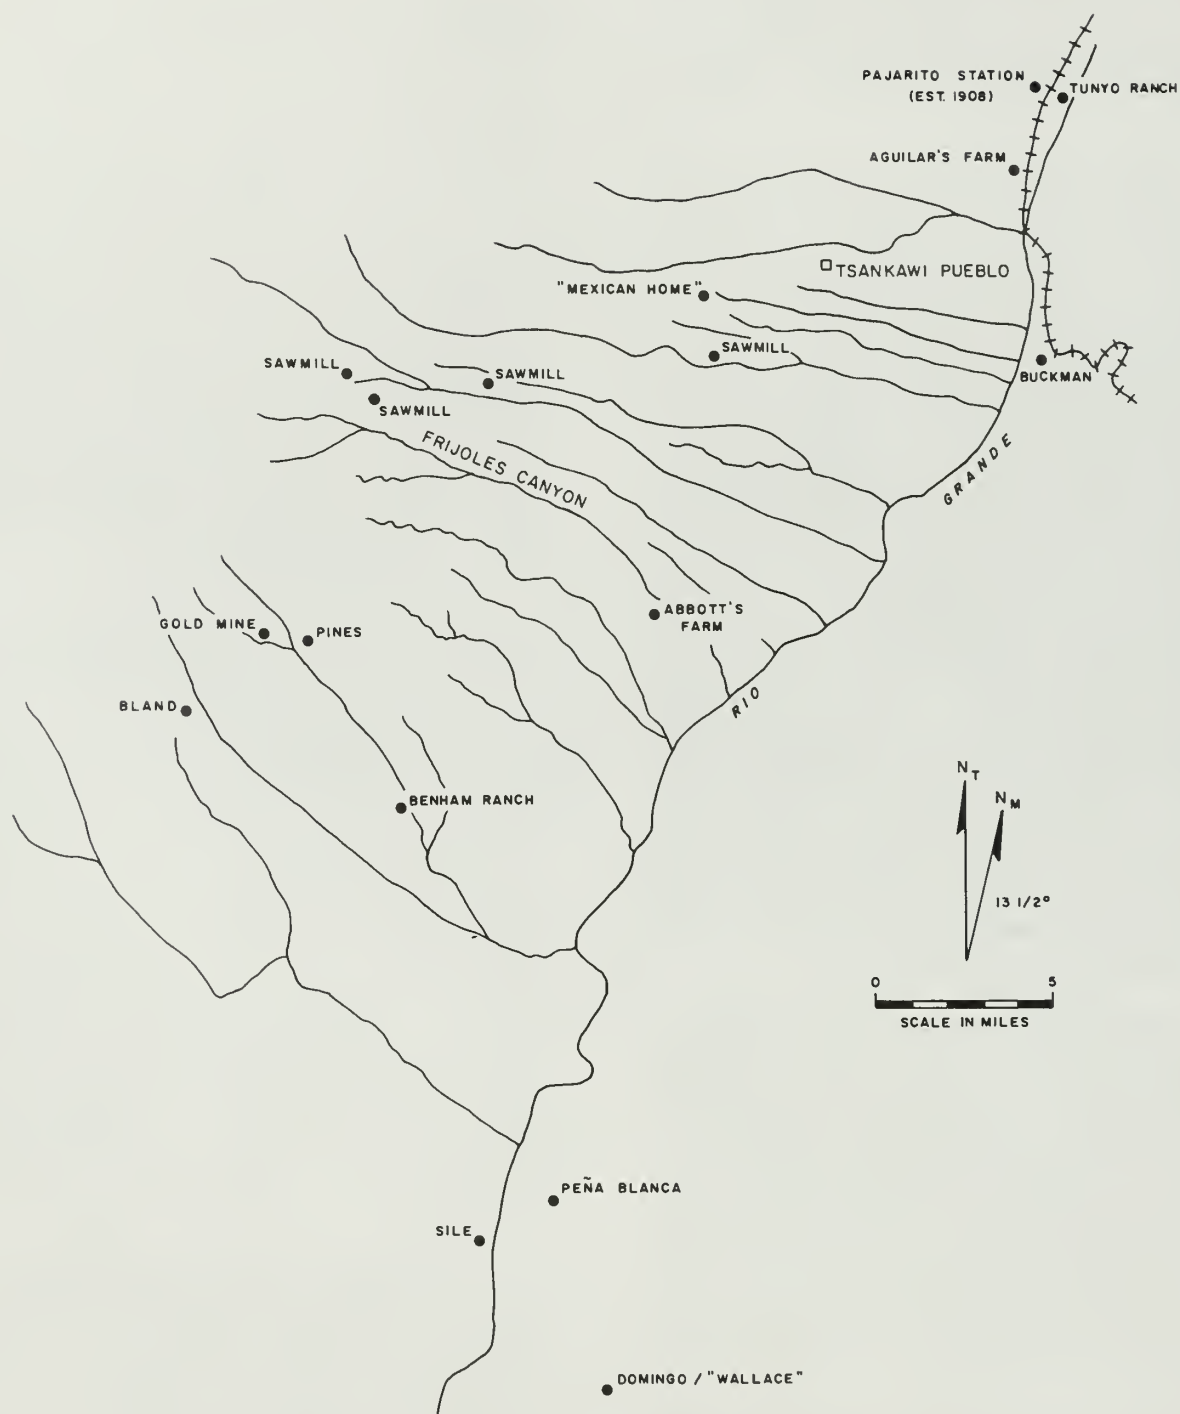 PAJARITO STATION
(EST. 1908)
TUNYO RANCH
AGUILAR'S FARM
TSANKAWI PUEBLO
"MEXICAN HOME"
SAWMILL
SAWMILL
SAWMILL
SAWMILL
BUCKMAN
FRIJOLES CANYON
GRANDE
ABBOTT'S
FARM
GOLD MINE
PINES
RIO
BLAND
BENHAM RANCH
NT
NM
13 1/2°
0 5
SCALE IN MILES
PEÑA BLANCA
SILE
DOMINGO / "WALLACE"